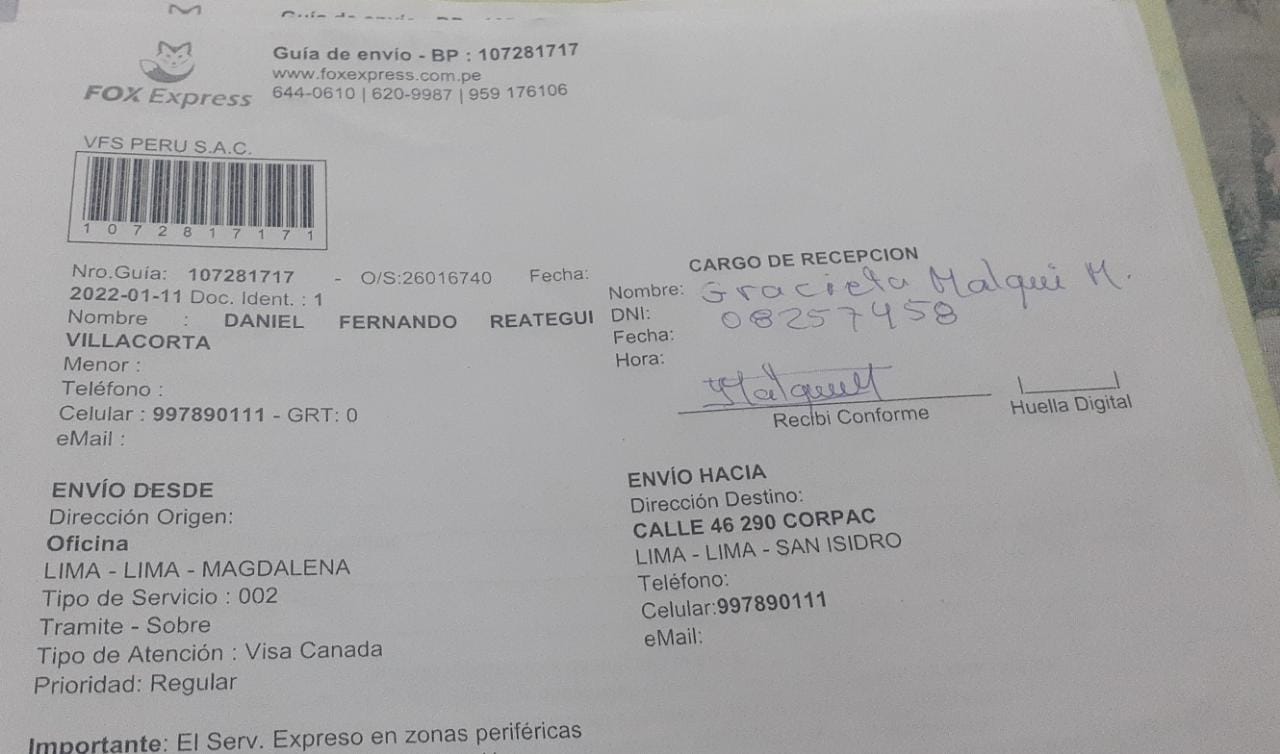 FOX Express
Guía de envío - BP : 107281717
www.foxexpress.com.pe
644-0610 | 620-9987 | 959 176106
VFS PERU S.A.C.
1 0 7 2 8 1 7 1 7 1
Nro.Guía: 107281717 - O/S:26016740 Fecha:
2022-01-11 Doc. Ident. : 1
Nombre : DANIEL FERNANDO REATEGUI
VILLACORTA
Menor :
Teléfono :
Celular : 997890111 - GRT: 0
eMail :
CARGO DE RECEPCION
Nombre: Graciela Malqui M.
DNI: 08257458
Fecha:
Hora:
Recibi Conforme
Huella Digital
ENVÍO DESDE
Dirección Origen:
Oficina
LIMA - LIMA - MAGDALENA
Tipo de Servicio : 002
Tramite - Sobre
Tipo de Atención : Visa Canada
Prioridad: Regular
ENVÍO HACIA
Dirección Destino:
CALLE 46 290 CORPAC
LIMA - LIMA - SAN ISIDRO
Teléfono:
Celular:997890111
eMail:
Importante: El Serv. Expreso en zonas periféricas